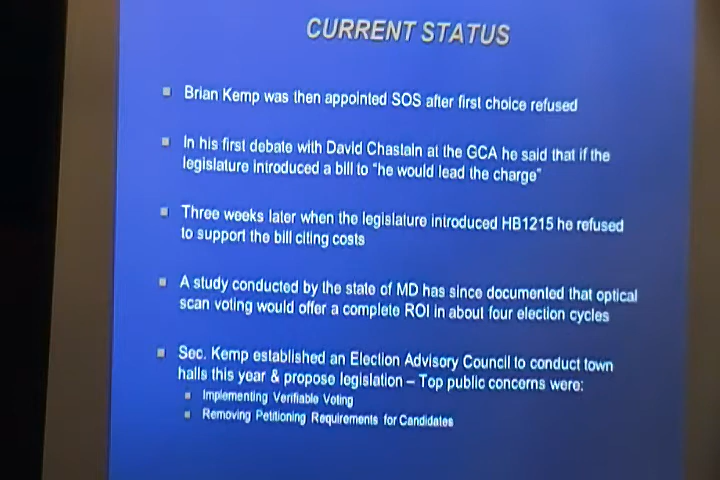 CURRENT STATUS
Brian Kemp was then appointed SOS after first choice refused
In his first debate with David Chastain at the GCA he said that if the
legislature introduced a bill to "he would lead the charge"
Three weeks later when the legislature introduced HB1215 he refused
to support the bill citing costs
A study conducted by the state of MD has since documented that optical
scan voting would offer a complete ROI in about four election cycles
Sec. Kemp established an Election Advisory Council to conduct town
halls this year & propose legislation – Top public concerns were:
Implementing Verifiable Voting
Removing Petitioning Requirements for Candidates